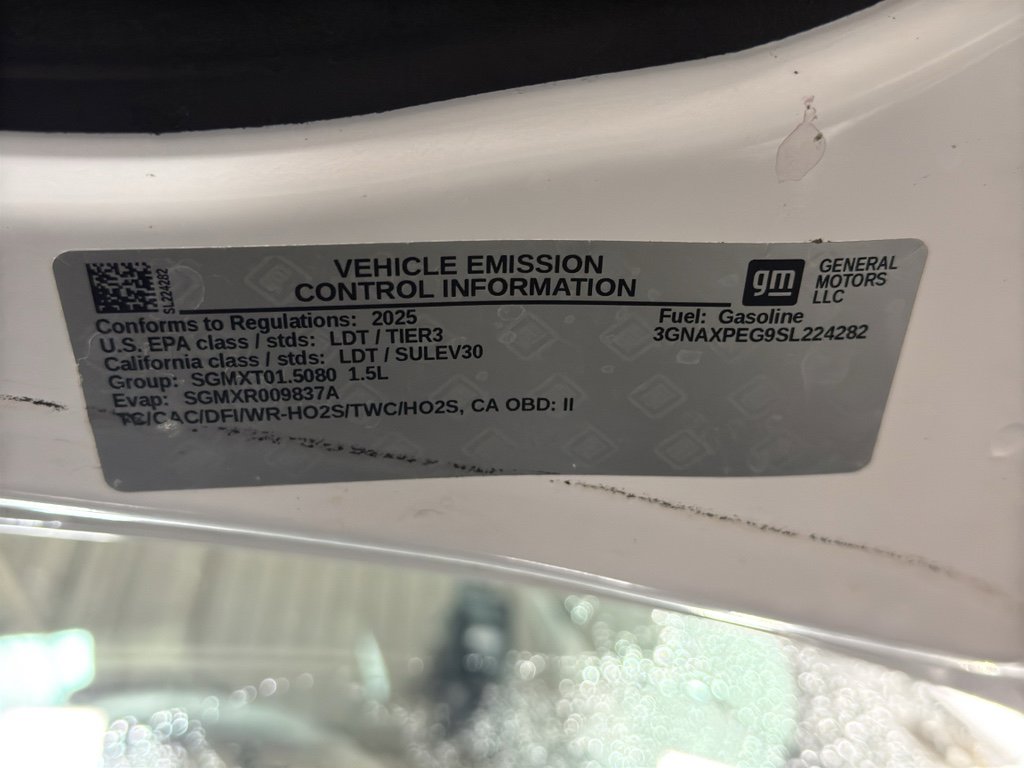 VEHICLE EMISSION
CONTROL INFORMATION
gm
GENERAL
MOTORS
LLC
SL224282
Conforms to Regulations: 2025
U.S. EPA class / stds: LDT / TIER3
California class / stds: LDT / SULEV30
Group: SGMXT01.5080 1.5L
Evap: SGMXR009837A
TC/CAC/DFI/WR-HO2S/TWC/HO2S, CA OBD: II
Fuel: Gasoline
3GNAXPEG9SL224282